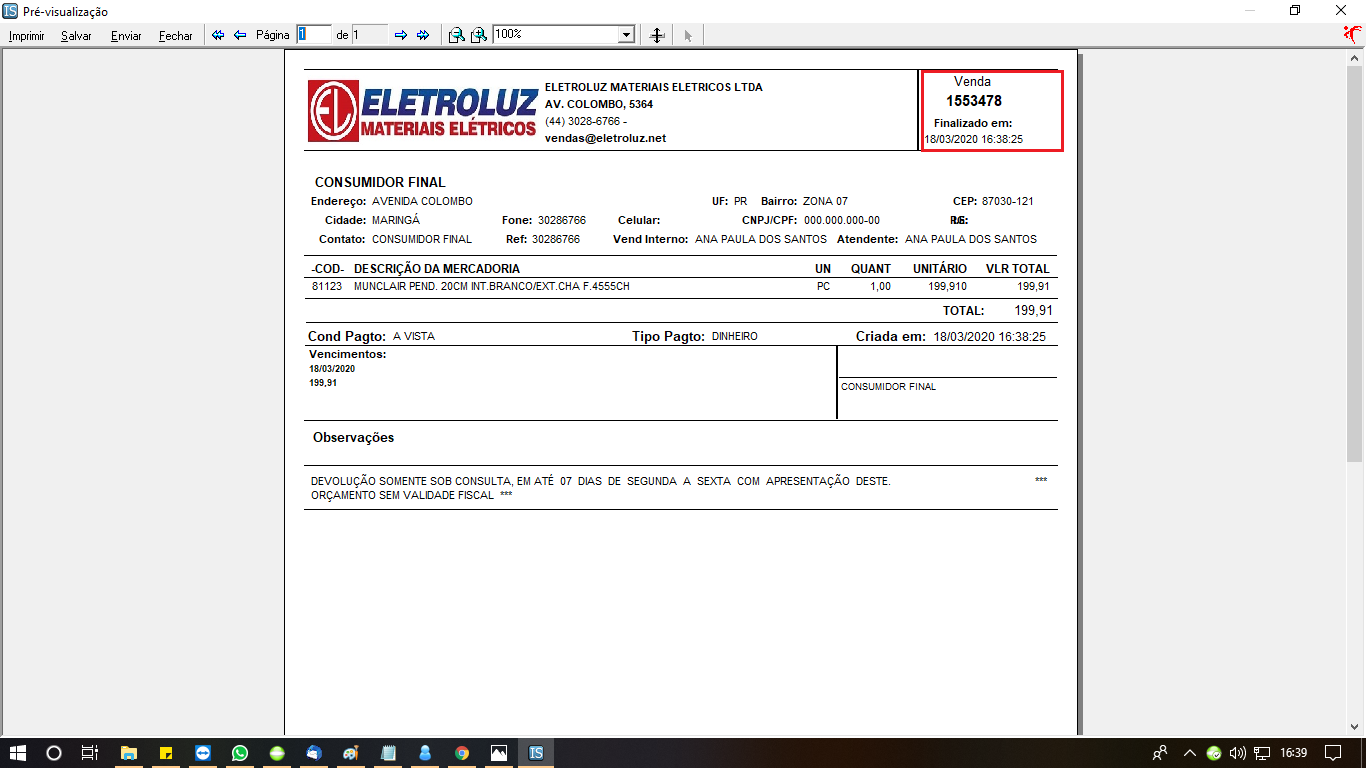 IS Pré-visualização
Imprimir Salvar Enviar Fechar Página 1 de 1 100%
EL ELETROLUZ
MATERIAIS ELÉTRICOS
ELETROLUZ MATERIAIS ELETRICOS LTDA
AV. COLOMBO, 5364
(44) 3028-6766 -
vendas@eletroluz.net
Venda
1553478
Finalizado em:
18/03/2020 16:38:25
CONSUMIDOR FINAL
Endereço: AVENIDA COLOMBO UF: PR Bairro: ZONA 07 CEP: 87030-121
Cidade: MARINGÁ Fone: 30286766 Celular: CNPJ/CPF: 000.000.000-00
Contato: CONSUMIDOR FINAL Ref: 30286766 Vend Interno: ANA PAULA DOS SANTOS Atendente: ANA PAULA DOS SANTOS
-COD- DESCRIÇÃO DA MERCADORIA UN QUANT UNITÁRIO VLR TOTAL
81123 MUNCLAIR PEND. 20CM INT.BRANCO/EXT.CHA F.4555CH PC 1,00 199,910 199,91
TOTAL: 199,91
Cond Pagto: A VISTA Tipo Pagto: DINHEIRO Criada em: 18/03/2020 16:38:25
Vencimentos:
18/03/2020
199,91
CONSUMIDOR FINAL
Observações
DEVOLUÇÃO SOMENTE SOB CONSULTA, EM ATÉ 07 DIAS DE SEGUNDA A SEXTA COM APRESENTAÇÃO DESTE. ***
ORÇAMENTO SEM VALIDADE FISCAL ***
IS 16:39